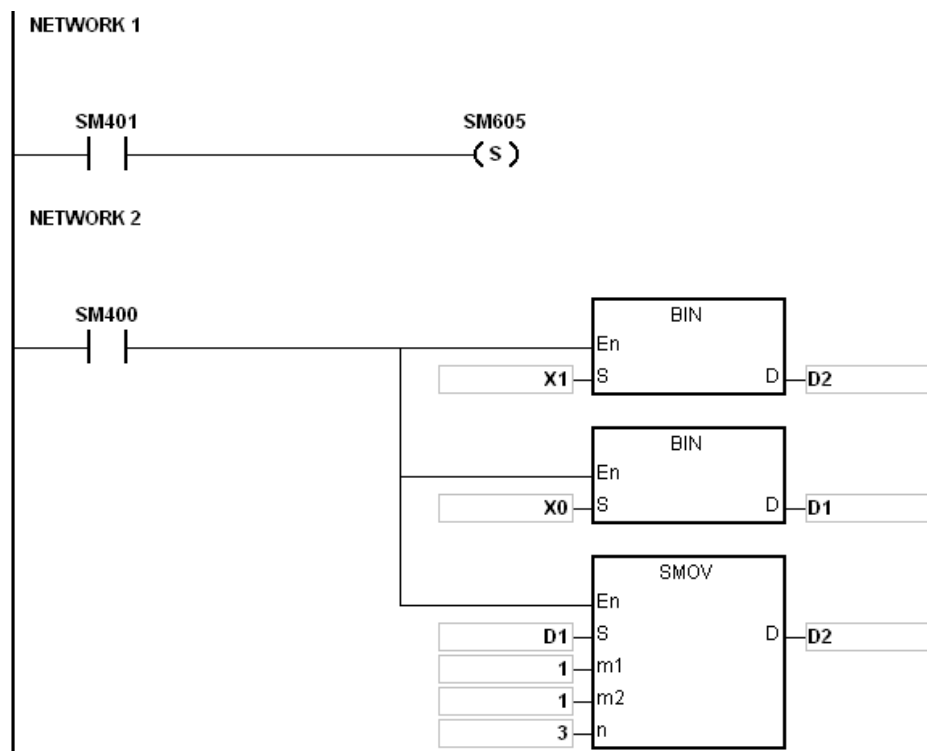 NETWORK 1
SM401 SM605
S
NETWORK 2
SM400
BIN
En
X1 S D D2
BIN
En
X0 S D D1
SMOV
En
D1 S D D2
1 m1
1 m2
3 n